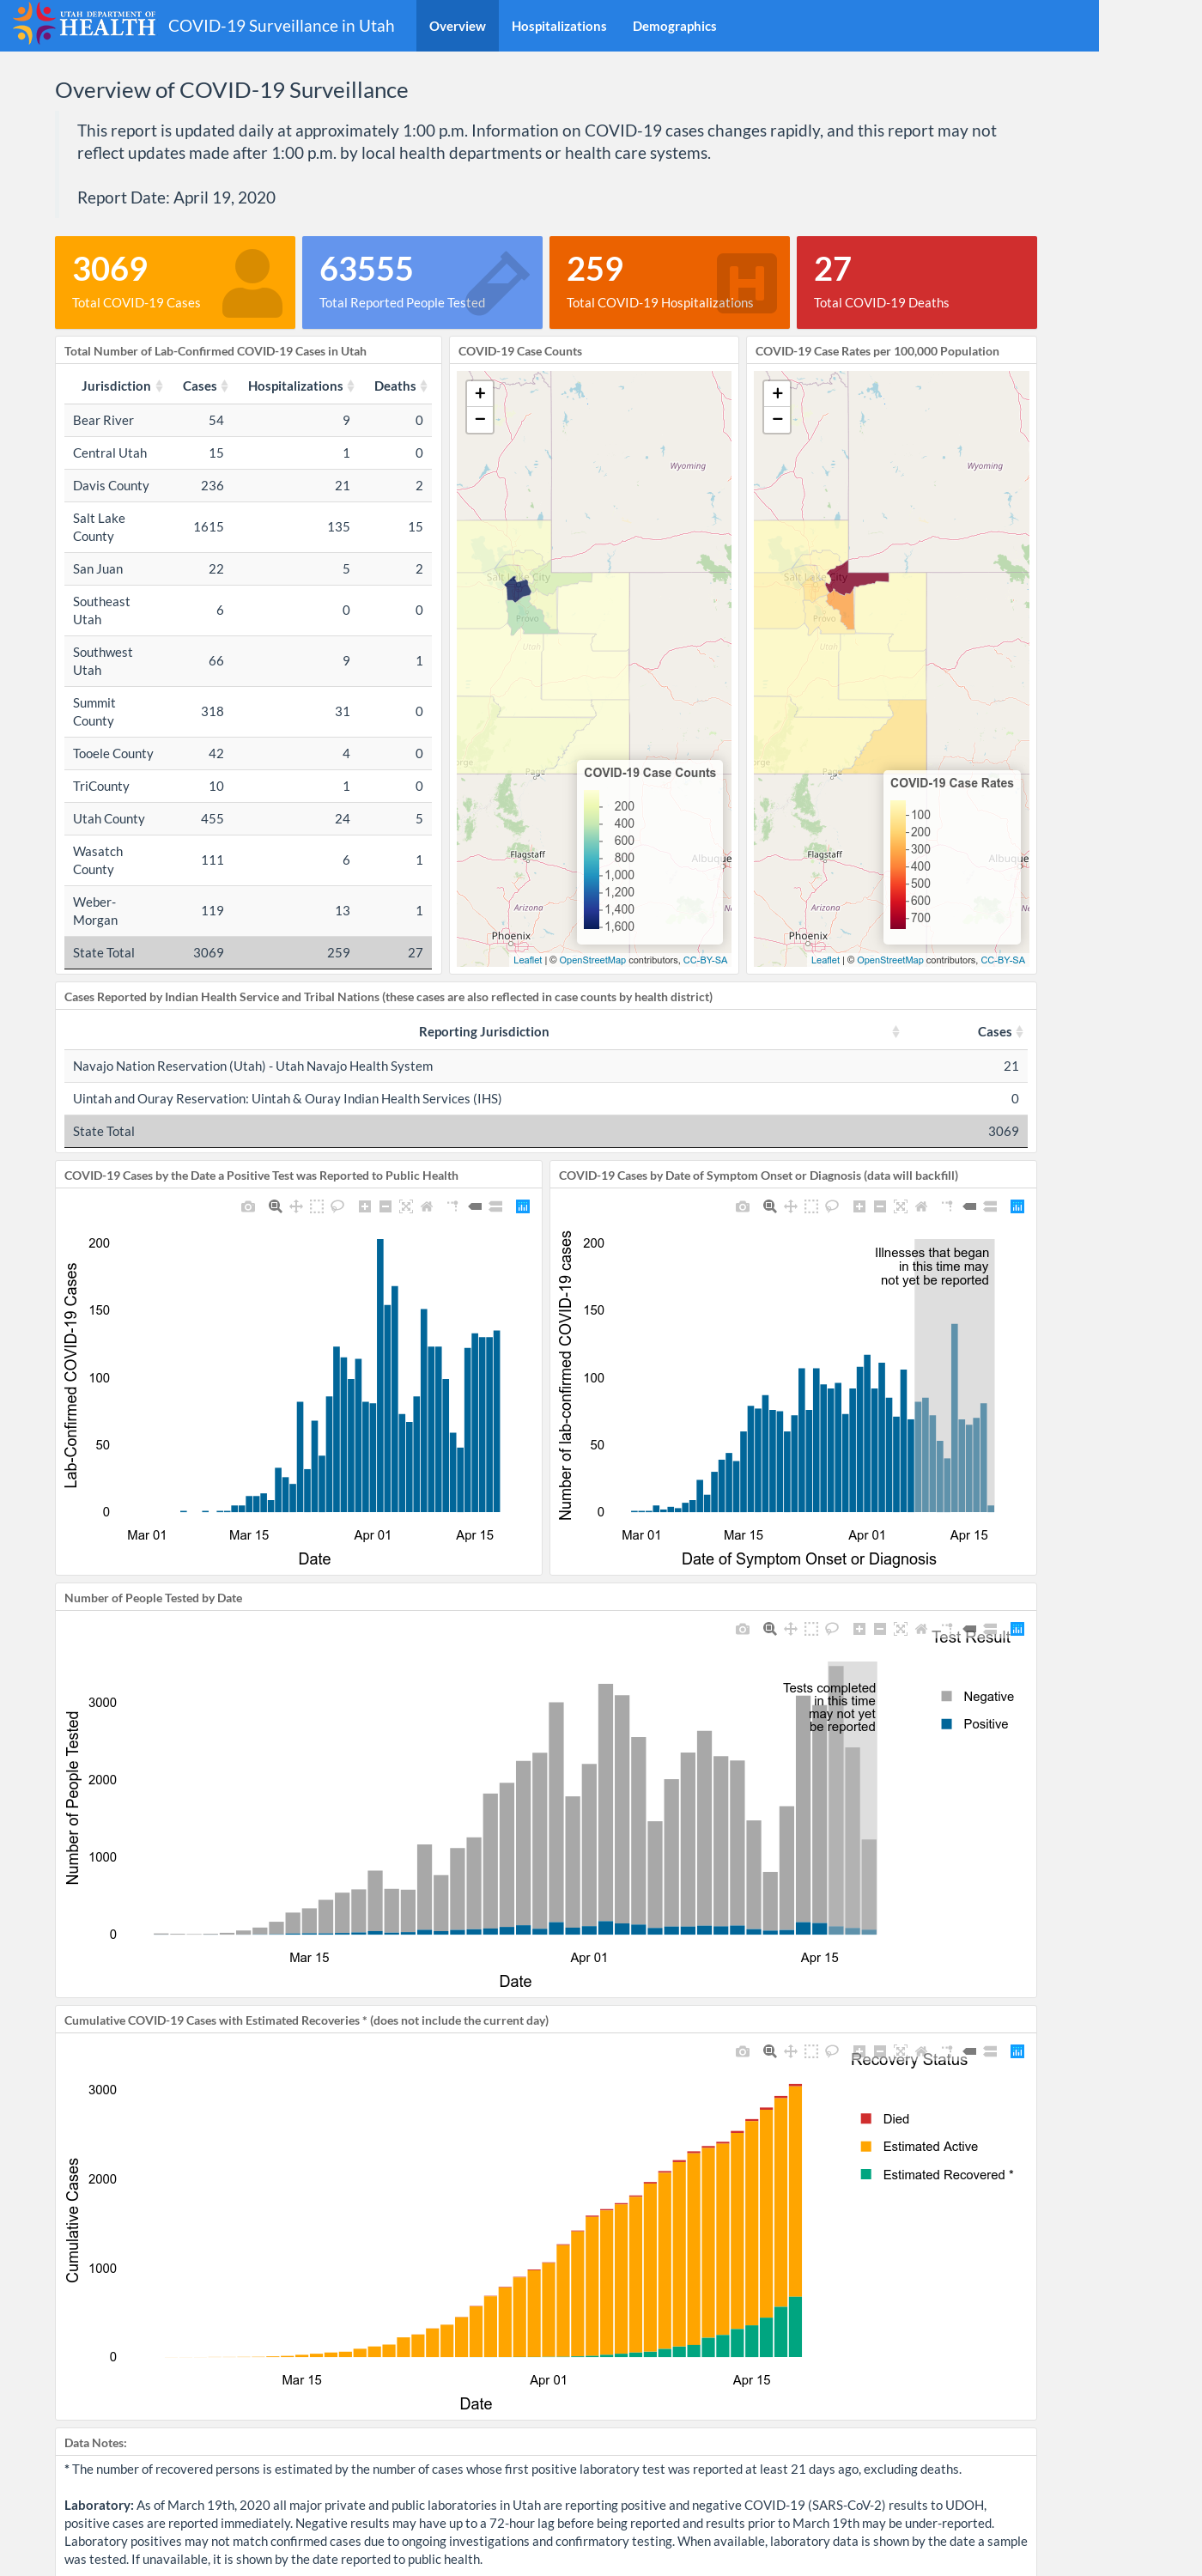 UTAH DEPARTMENT OF
HEALTH
COVID-19 Surveillance in Utah
Overview
Hospitalizations
Demographics
Overview of COVID-19 Surveillance
This report is updated daily at approximately 1:00 p.m. Information on COVID-19 cases changes rapidly, and this report may not
reflect updates made after 1:00 p.m. by local health departments or health care systems.
Report Date: April 19, 2020
3069
Total COVID-19 Cases
63555
Total Reported People Tested
259
Total COVID-19 Hospitalizations
27
Total COVID-19 Deaths
Total Number of Lab-Confirmed COVID-19 Cases in Utah
Jurisdiction Cases Hospitalizations Deaths
Bear River 54 9 0
Central Utah 15 1 0
Davis County 236 21 2
Salt Lake
County 1615 135 15
San Juan 22 5 2
Southeast
Utah 6 0 0
Southwest
Utah 66 9 1
Summit
County 318 31 0
Tooele County 42 4 0
TriCounty 10 1 0
Utah County 455 24 5
Wasatch
County 111 6 1
Weber-
Morgan 119 13 1
State Total 3069 259 27
COVID-19 Case Counts
+
−
Wyoming
Salt Lake City
Provo
Utah
orge
Page
COVID-19 Case Counts
200
400
600
800
1,000
1,200
1,400
1,600
Flagstaff
Albuque
Arizona
Phoenix
Leaflet | © OpenStreetMap contributors, CC-BY-SA
COVID-19 Case Rates per 100,000 Population
+
−
Wyoming
Salt Lake City
Provo
Utah
orge
Page
COVID-19 Case Rates
100
200
300
400
500
600
700
Flagstaff
Albuque
Arizona
Phoenix
Leaflet | © OpenStreetMap contributors, CC-BY-SA
Cases Reported by Indian Health Service and Tribal Nations (these cases are also reflected in case counts by health district)
Reporting Jurisdiction Cases
Navajo Nation Reservation (Utah) - Utah Navajo Health System 21
Uintah and Ouray Reservation: Uintah & Ouray Indian Health Services (IHS) 0
State Total 3069
COVID-19 Cases by the Date a Positive Test was Reported to Public Health
Lab-Confirmed COVID-19 Cases
200
150
100
50
0
Mar 01 Mar 15 Apr 01 Apr 15
Date
COVID-19 Cases by Date of Symptom Onset or Diagnosis (data will backfill)
Number of lab-confirmed COVID-19 cases
200
150
100
50
0
Illnesses that began
in this time may
not yet be reported
Mar 01 Mar 15 Apr 01 Apr 15
Date of Symptom Onset or Diagnosis
Number of People Tested by Date
Number of People Tested
3000
2000
1000
0
Tests completed
in this time
may not yet
be reported
Test Result
Negative
Positive
Mar 15 Apr 01 Apr 15
Date
Cumulative COVID-19 Cases with Estimated Recoveries * (does not include the current day)
Cumulative Cases
3000
2000
1000
0
Recovery Status
Died
Estimated Active
Estimated Recovered *
Mar 15 Apr 01 Apr 15
Date
Data Notes:
* The number of recovered persons is estimated by the number of cases whose first positive laboratory test was reported at least 21 days ago, excluding deaths.
Laboratory: As of March 19th, 2020 all major private and public laboratories in Utah are reporting positive and negative COVID-19 (SARS-CoV-2) results to UDOH,
positive cases are reported immediately. Negative results may have up to a 72-hour lag before being reported and results prior to March 19th may be under-reported.
Laboratory positives may not match confirmed cases due to ongoing investigations and confirmatory testing. When available, laboratory data is shown by the date a sample
was tested. If unavailable, it is shown by the date reported to public health.